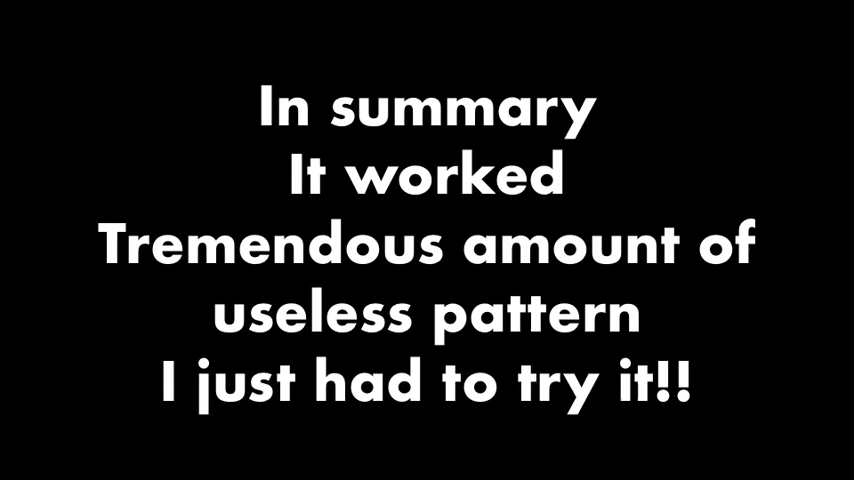 In summary
It worked
Tremendous amount of
useless pattern
I just had to try it!!